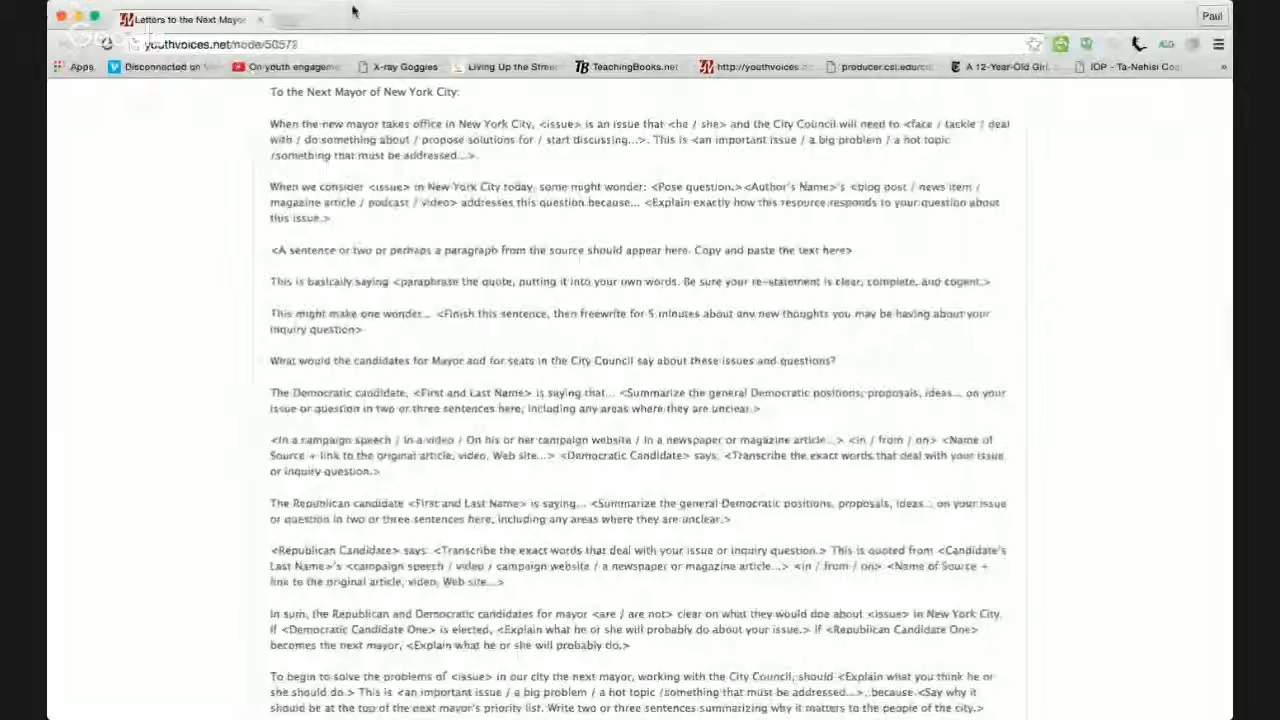 Letters to the Next Mayor
Paul
youthvoices.net/node/50573
Apps
Disconnected on
On youth engageme
X-ray Goggles
Living Up the Stree
TeachingBooks.net
http://youthvoices.
producer.csi.edu
A 12-Year-Old Girl,
IOP - Ta-Nehisi Coa
»
To the Next Mayor of New York City:
When the new mayor takes office in New York City, <issue> is an issue that <he / she> and the City Council will need to <face / tackle / deal
with / do something about / propose solutions for / start discussing...>. This is <an important issue / a big problem / a hot topic
/something that must be addressed...>.
When we consider <issue> in New York City today, some might wonder: <Pose question.><Author's Name>'s <blog post / news item /
magazine article / podcast / video> addresses this question because... <Explain exactly how this resource responds to your question about
this issue.>
<A sentence or two or perhaps a paragraph from the source should appear here. Copy and paste the text here>
This is basically saying <paraphrase the quote, putting it into your own words. Be sure your re-statement is clear, complete, and cogent.>
This might make one wonder... <Finish this sentence, then freewrite for 5 minutes about any new thoughts you may be having about your
inquiry question>
What would the candidates for Mayor and for seats in the City Council say about these issues and questions?
The Democratic candidate, <First and Last Name> is saying that... <Summarize the general Democratic positions, proposals, ideas... on your
issue or question in two or three sentences here, including any areas where they are unclear.>
<In a campaign speech / In a video / On his or her campaign website / In a newspaper or magazine article...> <in / from / on> <Name of
Source + link to the original article, video, Web site...> <Democratic Candidate> says, <Transcribe the exact words that deal with your issue
or inquiry question.>
The Republican candidate <First and Last Name> is saying... <Summarize the general Democratic positions, proposals, ideas... on your issue
or question in two or three sentences here, including any areas where they are unclear.>
<Republican Candidate> says: <Transcribe the exact words that deal with your issue or inquiry question.> This is quoted from <Candidate's
Last Name>'s <campaign speech / video / campaign website / a newspaper or magazine article...> <in / from / on> <Name of Source +
link to the original article, video, Web site...>
In sum, the Republican and Democratic candidates for mayor <are / are not> clear on what they would doe about <issue> in New York City.
If <Democratic Candidate One> is elected, <Explain what he or she will probably do about your issue.> If <Republican Candidate One>
becomes the next mayor, <Explain what he or she will probably do.>
To begin to solve the problems of <issue> in our city the next mayor, working with the City Council, should <Explain what you think he or
she should do.> This is <an important issue / a big problem / a hot topic /something that must be addressed...>, because <Say why it
should be at the top of the next mayor's priority list. Write two or three sentences summarizing why it matters to the people of the city.>